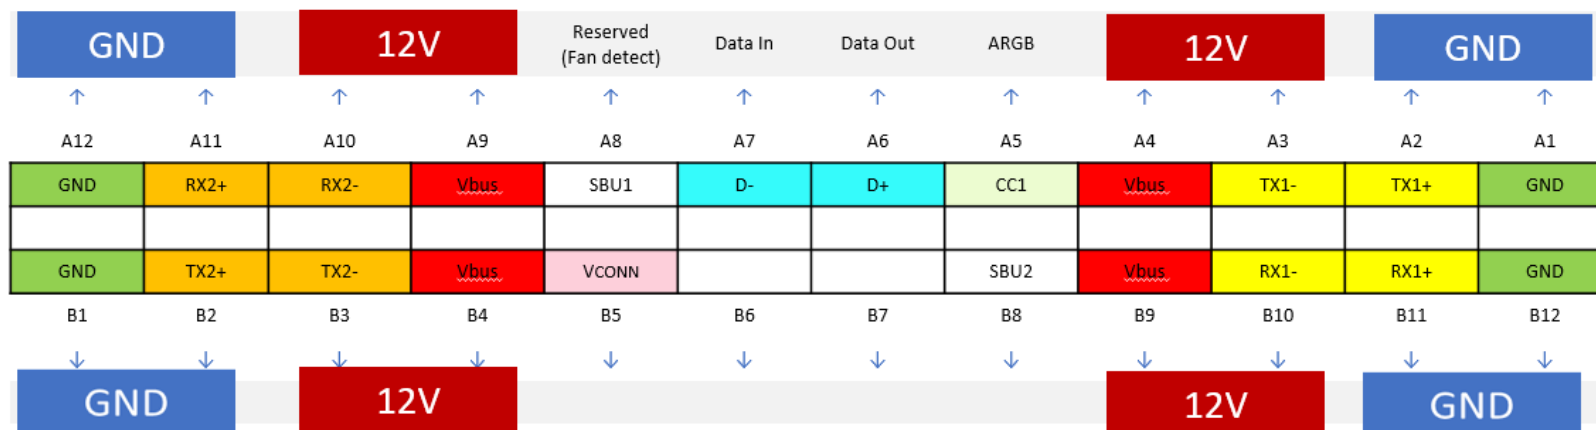 GND 12V Reserved Data In Data Out ARGB 12V GND
(Fan detect)
A12 A11 A10 A9 A8 A7 A6 A5 A4 A3 A2 A1
GND RX2+ RX2- Vbus SBU1 D- D+ CC1 Vbus TX1- TX1+ GND
GND TX2+ TX2- Vbus VCONN SBU2 Vbus RX1- RX1+ GND
B1 B2 B3 B4 B5 B6 B7 B8 B9 B10 B11 B12
GND 12V 12V GND